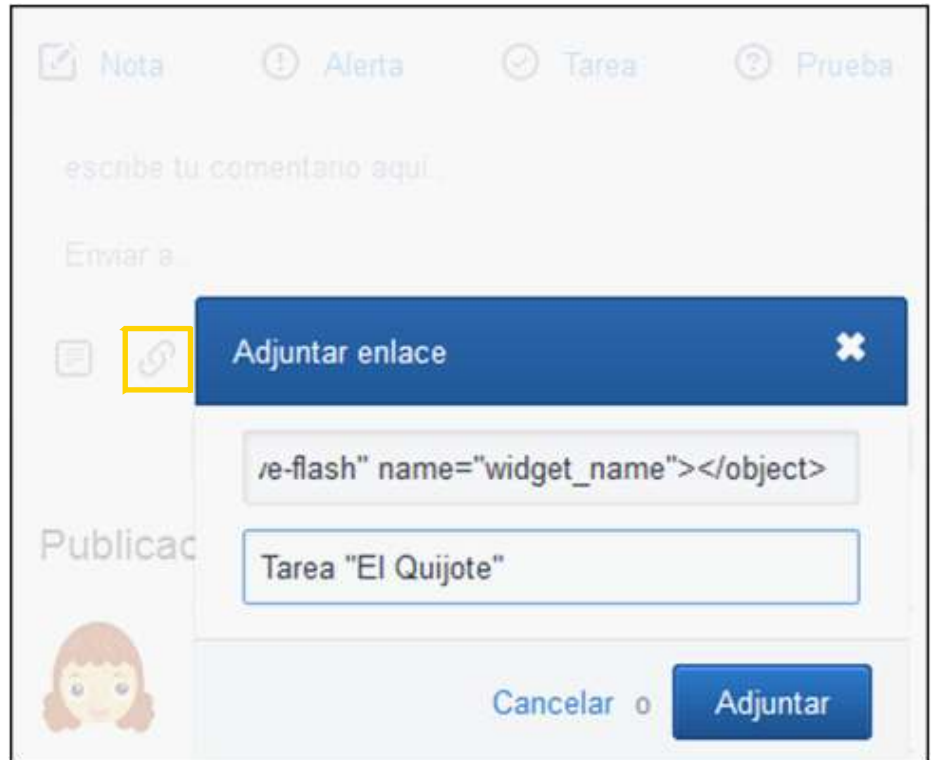 Nota Alerta Tarea Prueba
escribe tu comentario aquí...
Enviar a...
Adjuntar enlace
/e-flash" name="widget_name"></object>
Publicac
Tarea "El Quijote"
Cancelar o Adjuntar